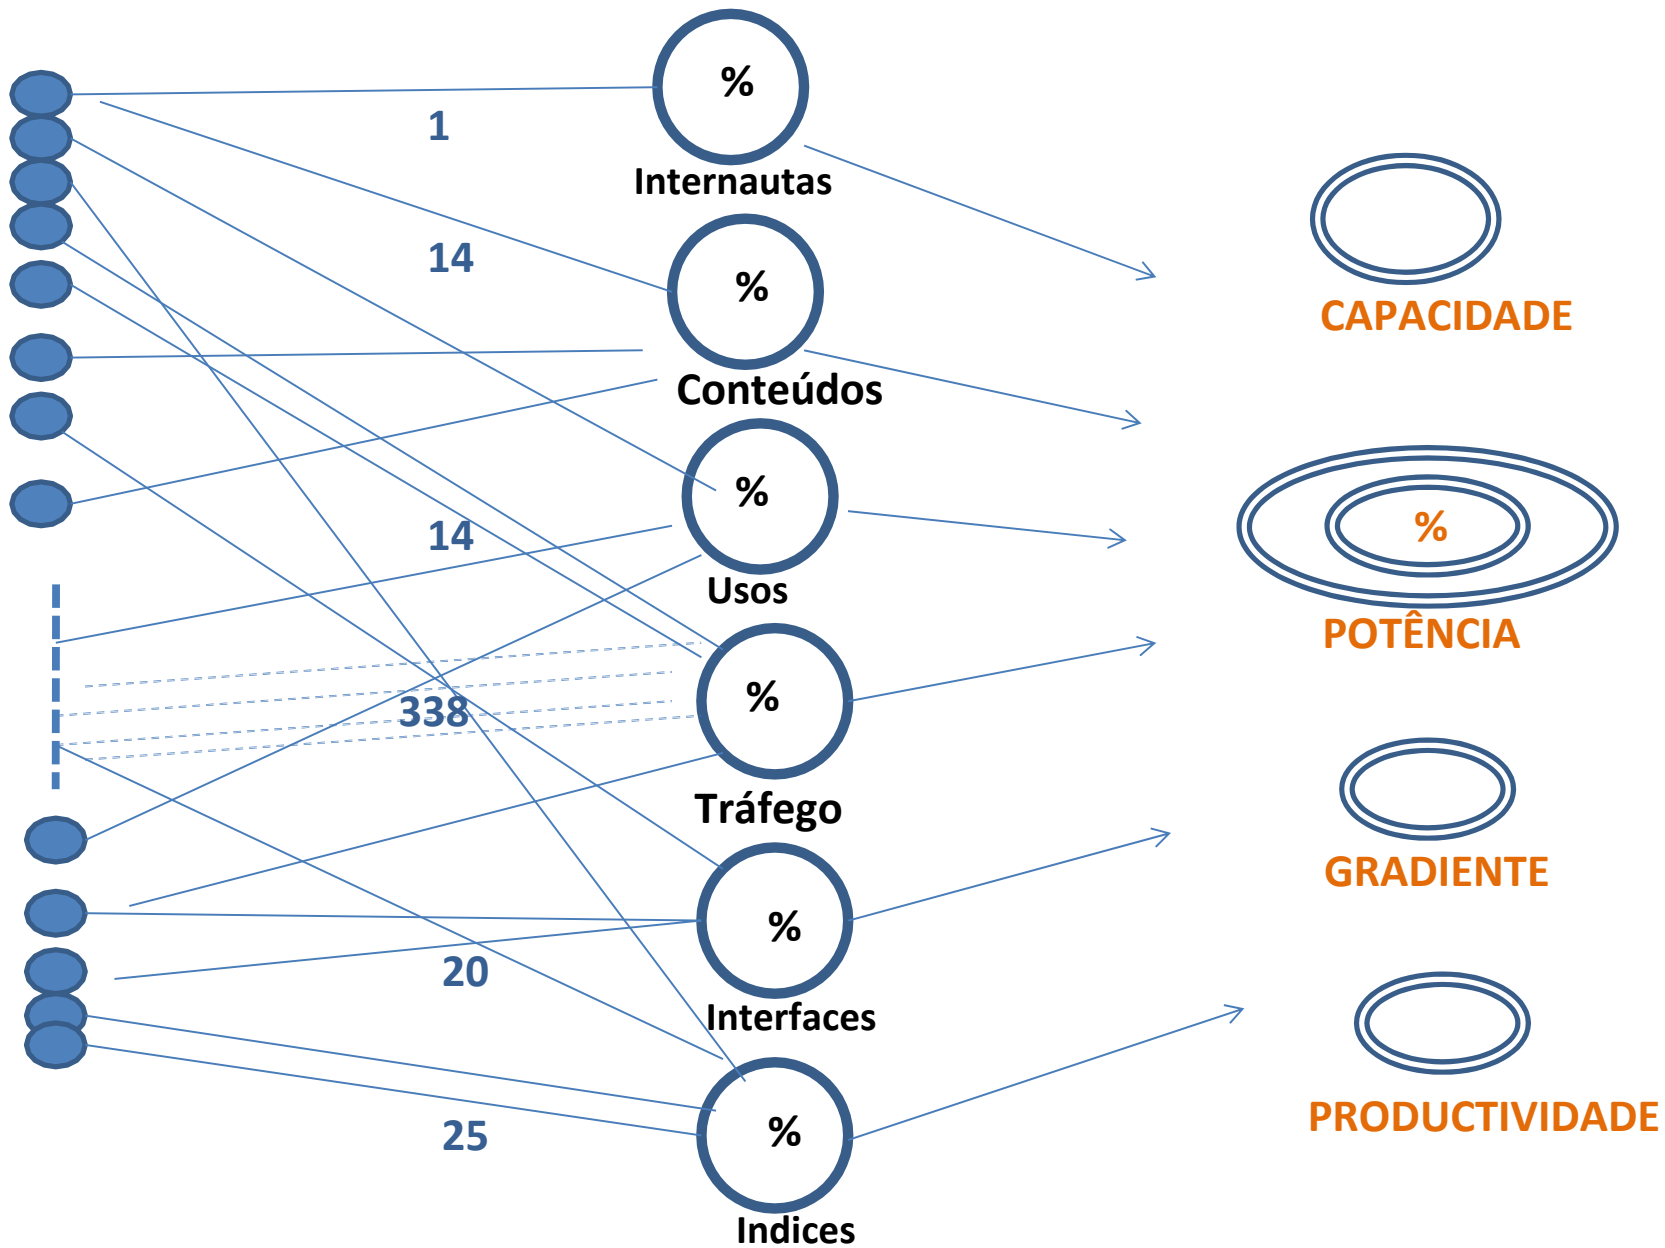 %
1
Internautas
14
%
Conteúdos
14
%
Usos
338
%
Tráfego
20
%
Interfaces
25
%
Indices
CAPACIDADE
%
POTÊNCIA
GRADIENTE
PRODUCTIVIDADE